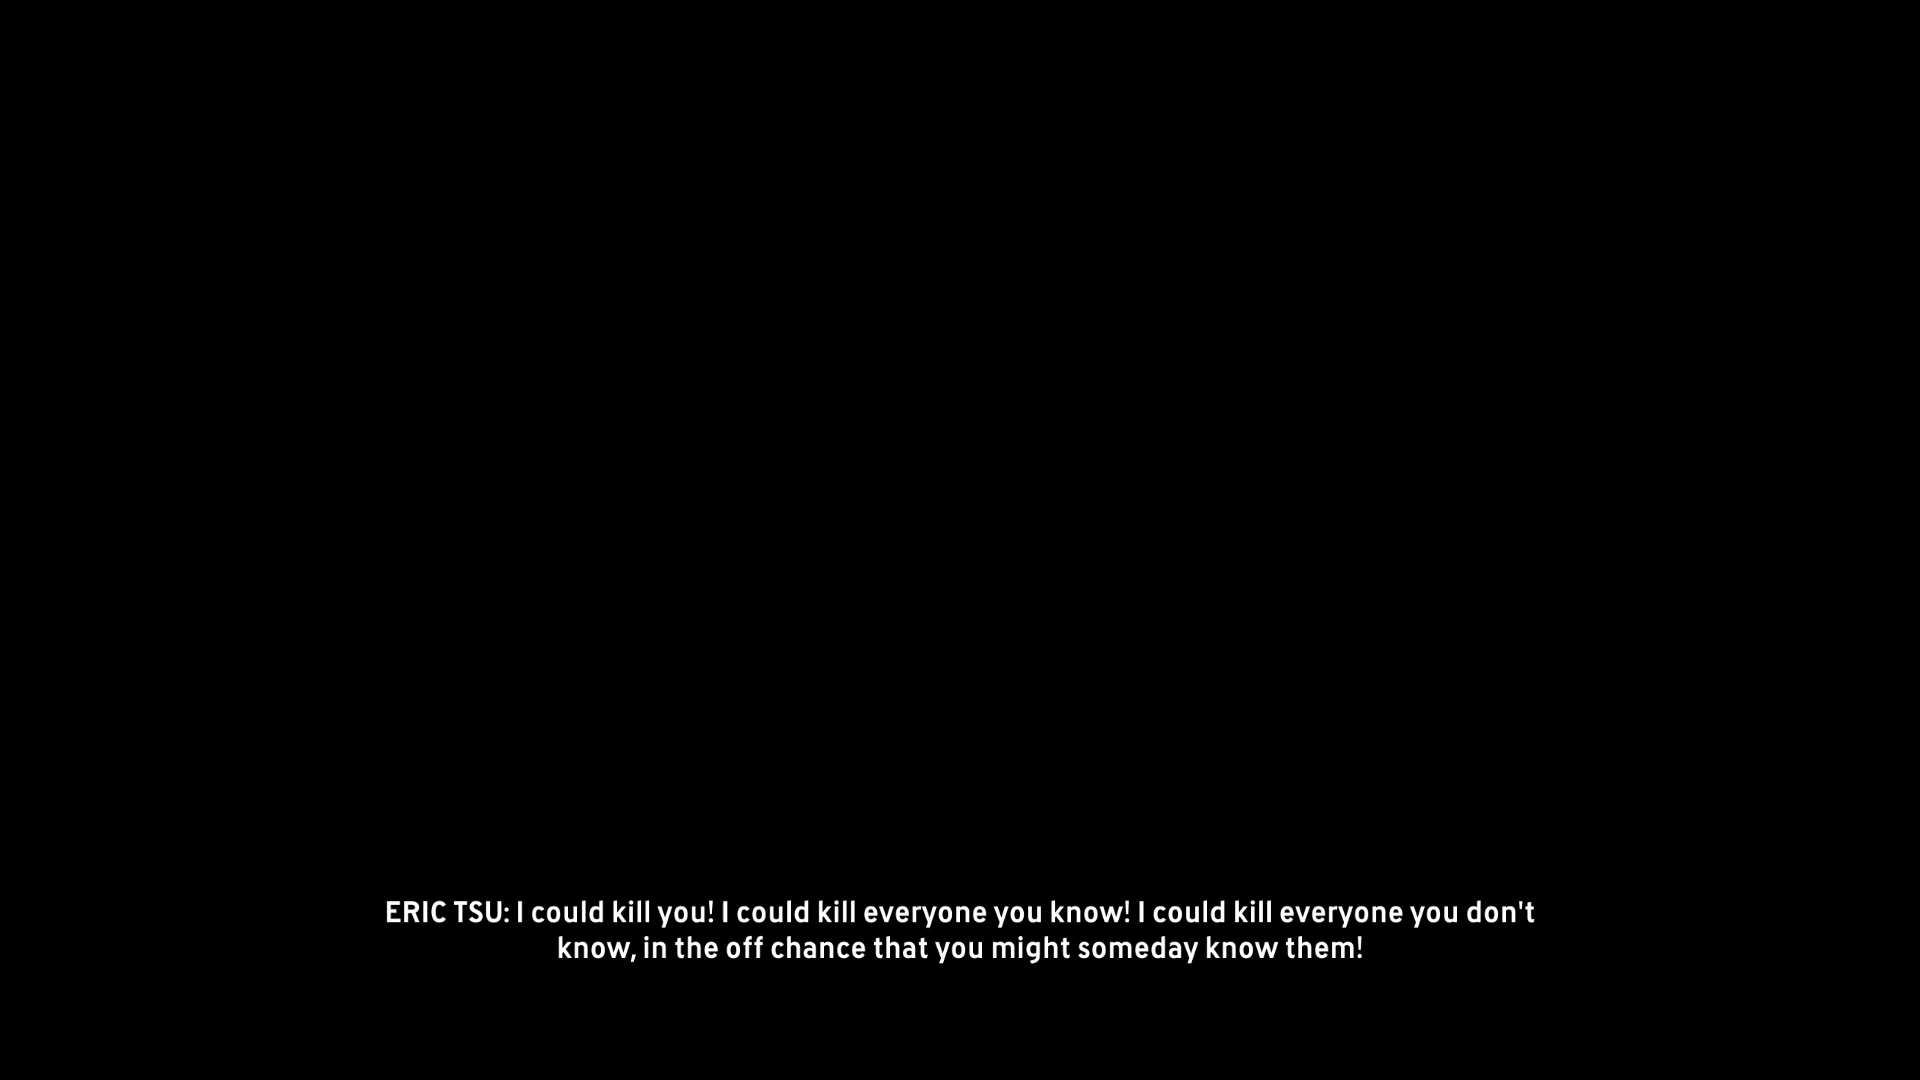 ERIC TSU: I could kill you! I could kill everyone you know! I could kill everyone you don't
know, in the off chance that you might someday know them!